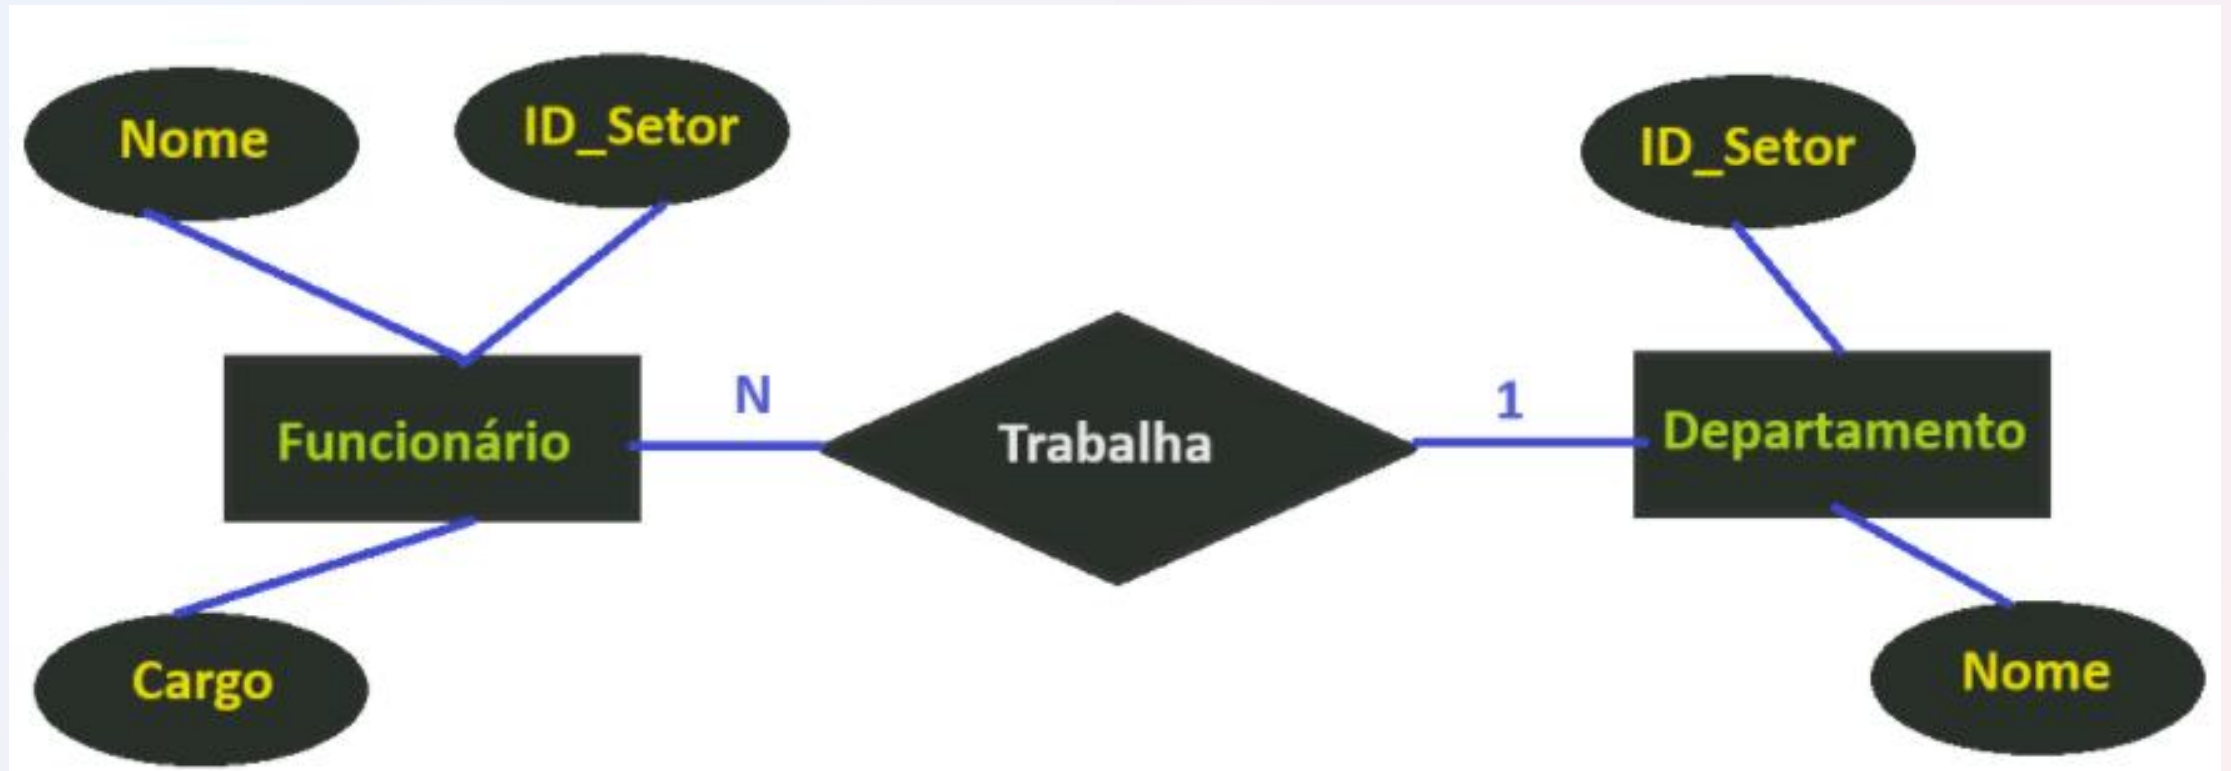 Nome
ID_Setor
ID_Setor
N
1
Funcionário
Trabalha
Departamento
Cargo
Nome